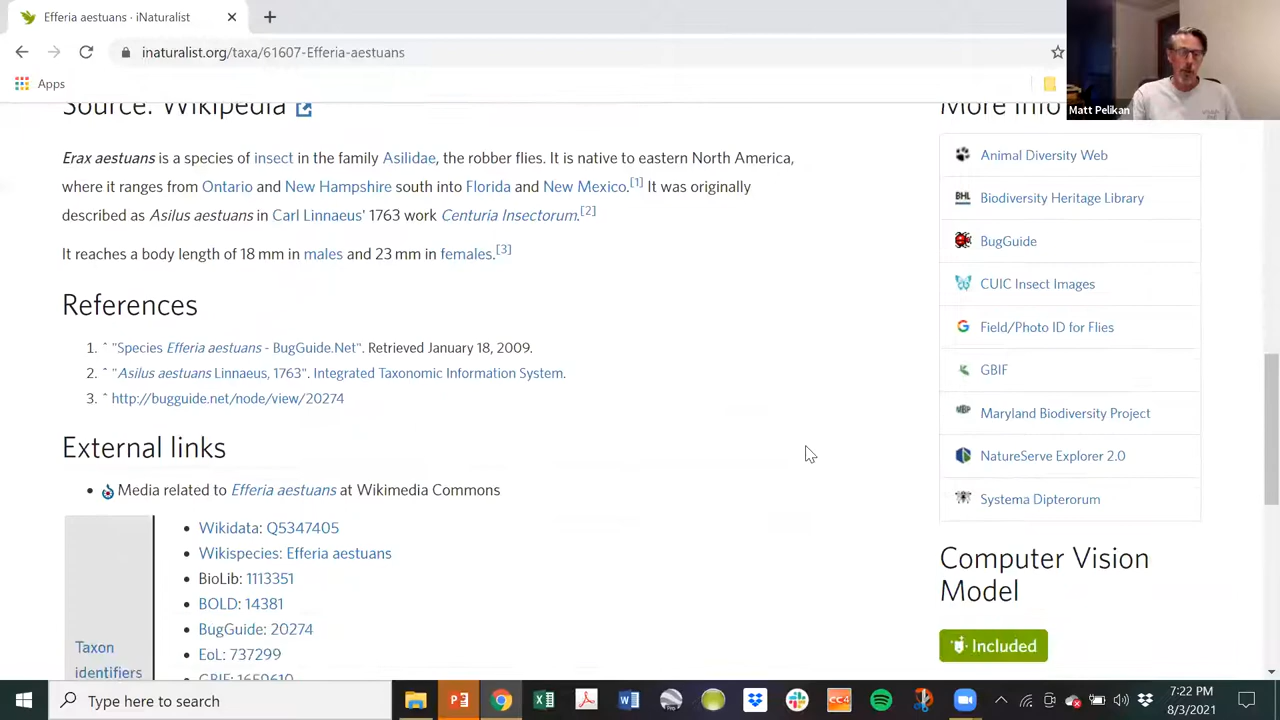 Efferia aestuans · iNaturalist
inaturalist.org/taxa/61607-Efferia-aestuans
Apps
Matt Pelikan
Source: Wikipedia
Erax aestuans is a species of insect in the family Asilidae, the robber flies. It is native to eastern North America,
where it ranges from Ontario and New Hampshire south into Florida and New Mexico.[1] It was originally
described as Asilus aestuans in Carl Linnaeus' 1763 work Centuria Insectorum.[2]
It reaches a body length of 18 mm in males and 23 mm in females.[3]
References
1. ^ "Species Efferia aestuans - BugGuide.Net". Retrieved January 18, 2009.
2. ^ "Asilus aestuans Linnaeus, 1763". Integrated Taxonomic Information System.
3. ^ http://bugguide.net/node/view/20274
External links
Media related to Efferia aestuans at Wikimedia Commons
Taxon
identifiers
Wikidata: Q5347405
Wikispecies: Efferia aestuans
BioLib: 1113351
BOLD: 14381
BugGuide: 20274
EoL: 737299
GBIF: 1659610
More Info
Animal Diversity Web
BHL Biodiversity Heritage Library
BugGuide
CUIC Insect Images
Field/Photo ID for Flies
GBIF
MBP Maryland Biodiversity Project
NatureServe Explorer 2.0
Systema Dipterorum
Computer Vision
Model
Included
Type here to search
7:22 PM
8/3/2021